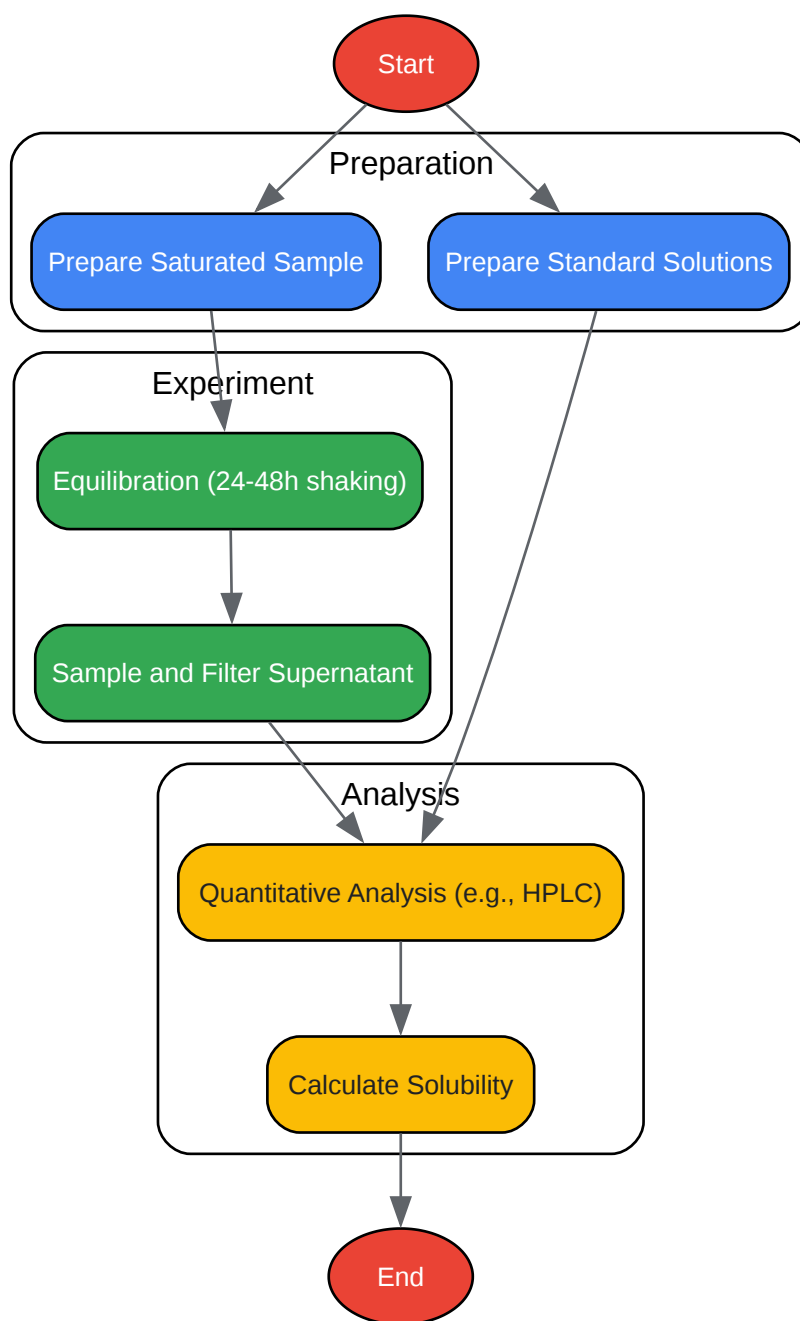 Start
Preparation
Prepare Saturated Sample
Prepare Standard Solutions
Experiment
Equilibration (24-48h shaking)
Sample and Filter Supernatant
Analysis
Quantitative Analysis (e.g., HPLC)
Calculate Solubility
End